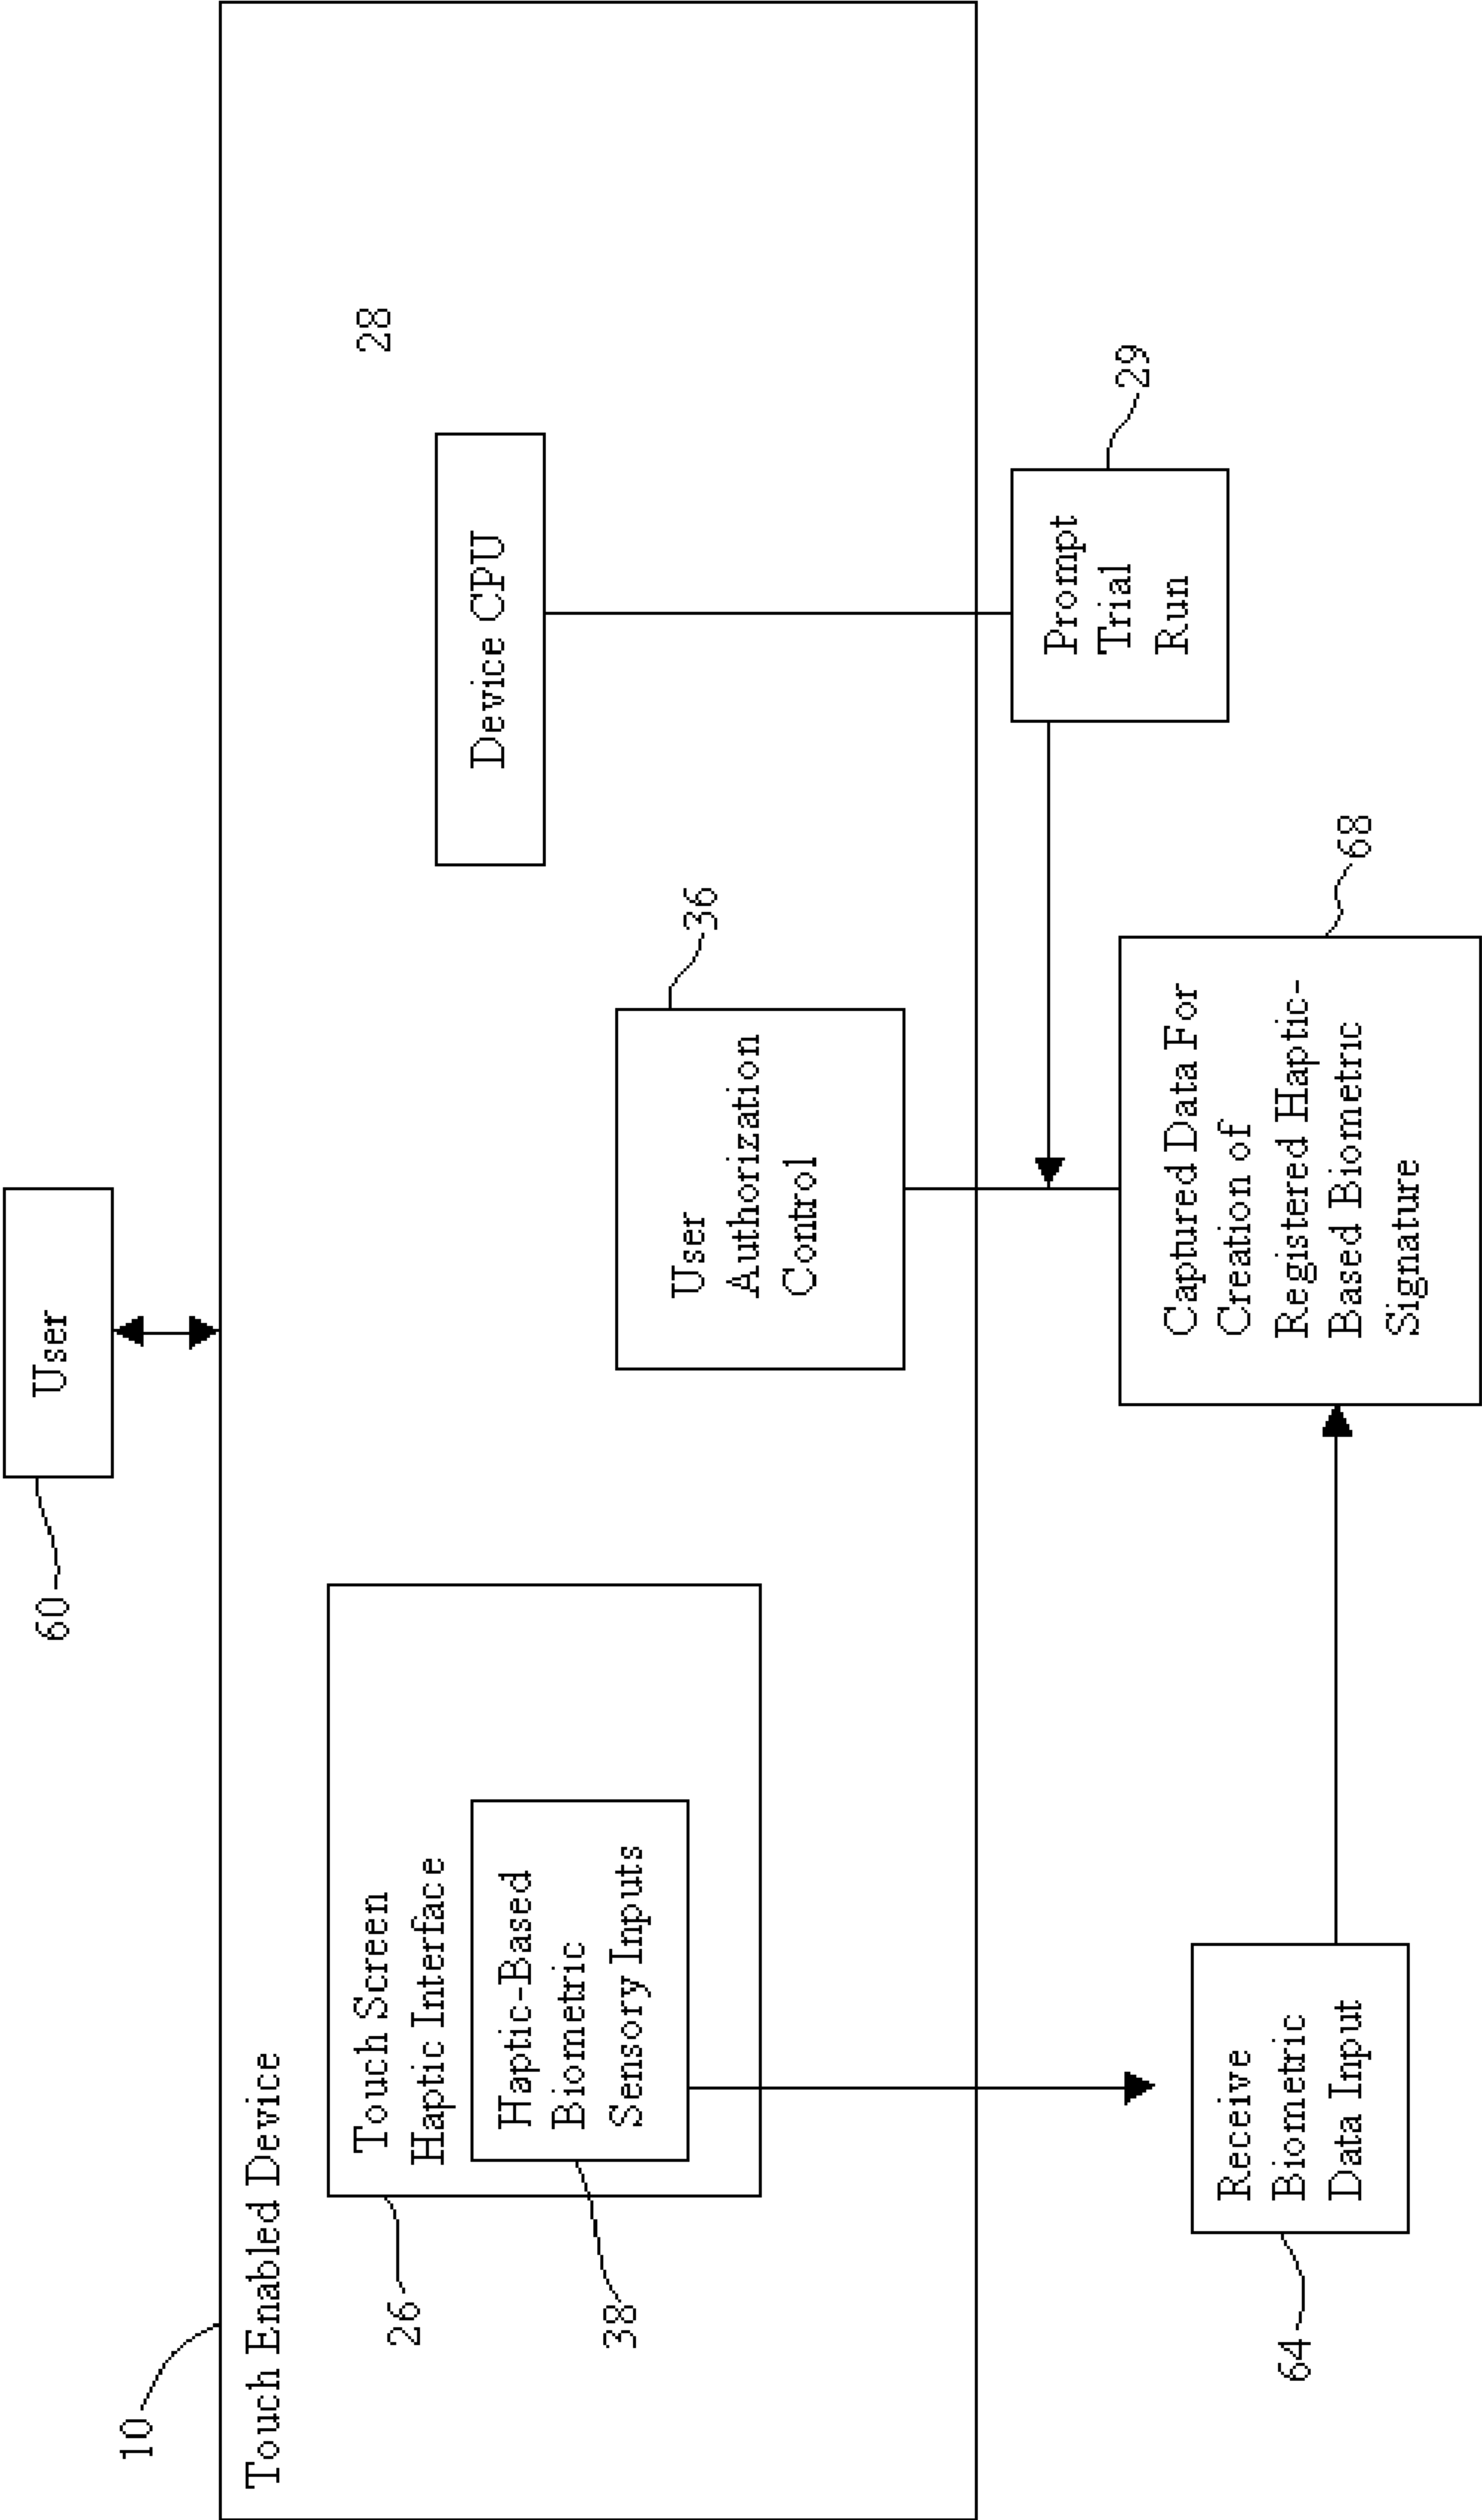 User
60
10
Touch Enabled Device
28
26
Touch Screen
Haptic Interface
38
Haptic-Based
Biometric
Sensory Inputs
36
User
Authorization
Control
Device CPU
64
Receive
Biometric
Data Input
68
Captured Data For
Creation of
Registered Haptic-
Based Biometric
Signature
29
Prompt
Trial
Run